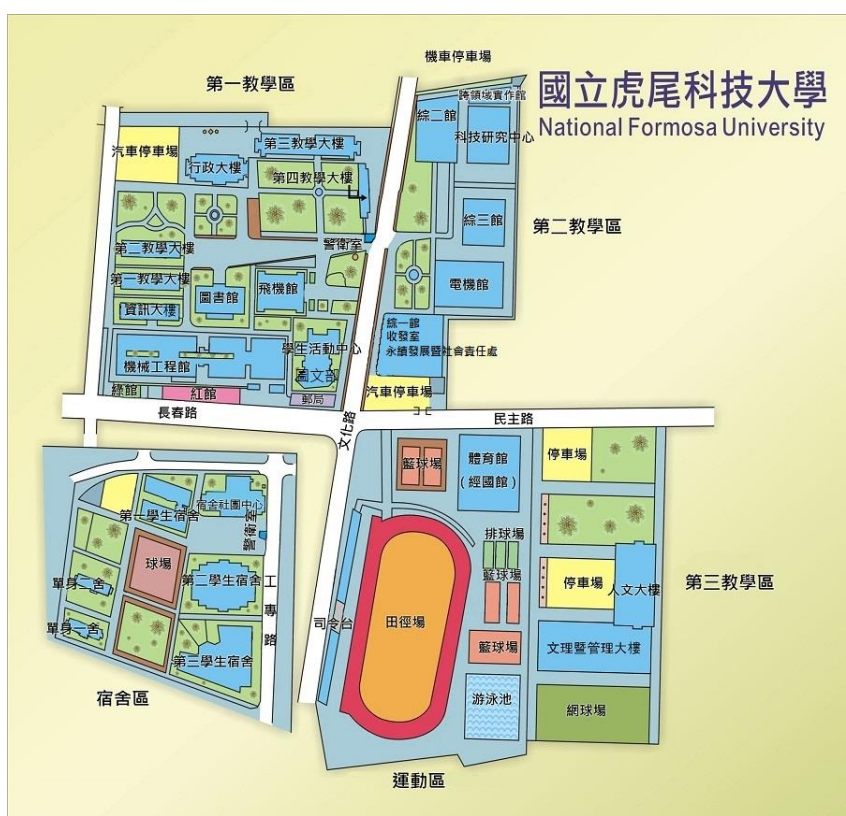 機車停車場
國立虎尾科技大學
National Formosa University
第一教學區
跨領域實作館
綜二館
科技研究中心
汽車停車場
第三教學大樓
行政大樓
第四教學大樓
綜三館
第二教學區
第二教學大樓
警衛室
第一教學大樓
圖書館
飛機館
電機館
資訊大樓
綜一館
收發室
永續發展暨社會責任處
學生活動中心
機械工程館
圖文部
綠館
紅館
郵局
汽車停車場
長春路
文化路
民主路
籃球場
體育館
(經國館)
停車場
宿舍社團中心
第一學生宿舍
警衛室
排球場
球場
籃球場
第二學生宿舍
單身二舍
停車場
人文大樓
第三教學區
工專路
司令台
田徑場
單身一舍
籃球場
文理暨管理大樓
第三學生宿舍
宿舍區
游泳池
網球場
運動區